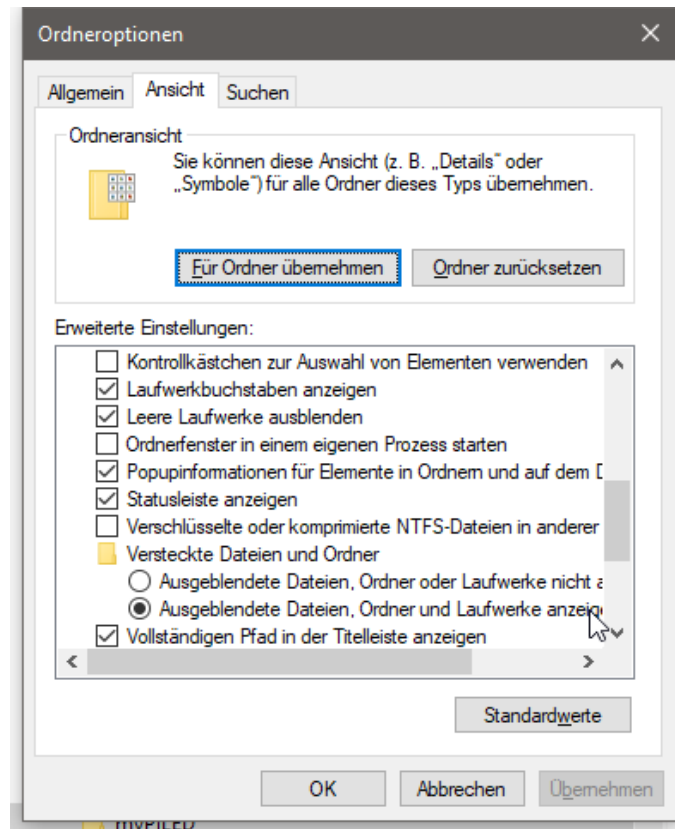 Ordneroptionen
Allgemein Ansicht Suchen
Ordneransicht
Sie können diese Ansicht (z. B. „Details“ oder
„Symbole“) für alle Ordner dieses Typs übernehmen.
Für Ordner übernehmen Ordner zurücksetzen
Erweiterte Einstellungen:
Kontrollkästchen zur Auswahl von Elementen verwenden
Laufwerkbuchstaben anzeigen
Leere Laufwerke ausblenden
Ordnerfenster in einem eigenen Prozess starten
Popupinformationen für Elemente in Ordnern und auf dem
Statusleiste anzeigen
Verschlüsselte oder komprimierte NTFS-Dateien in anderer
Versteckte Dateien und Ordner
Ausgeblendete Dateien, Ordner oder Laufwerke nicht
Ausgeblendete Dateien, Ordner und Laufwerke
Vollständigen Pfad in der Titelleiste anzeigen
Standardwerte
OK Abbrechen Übernehmen